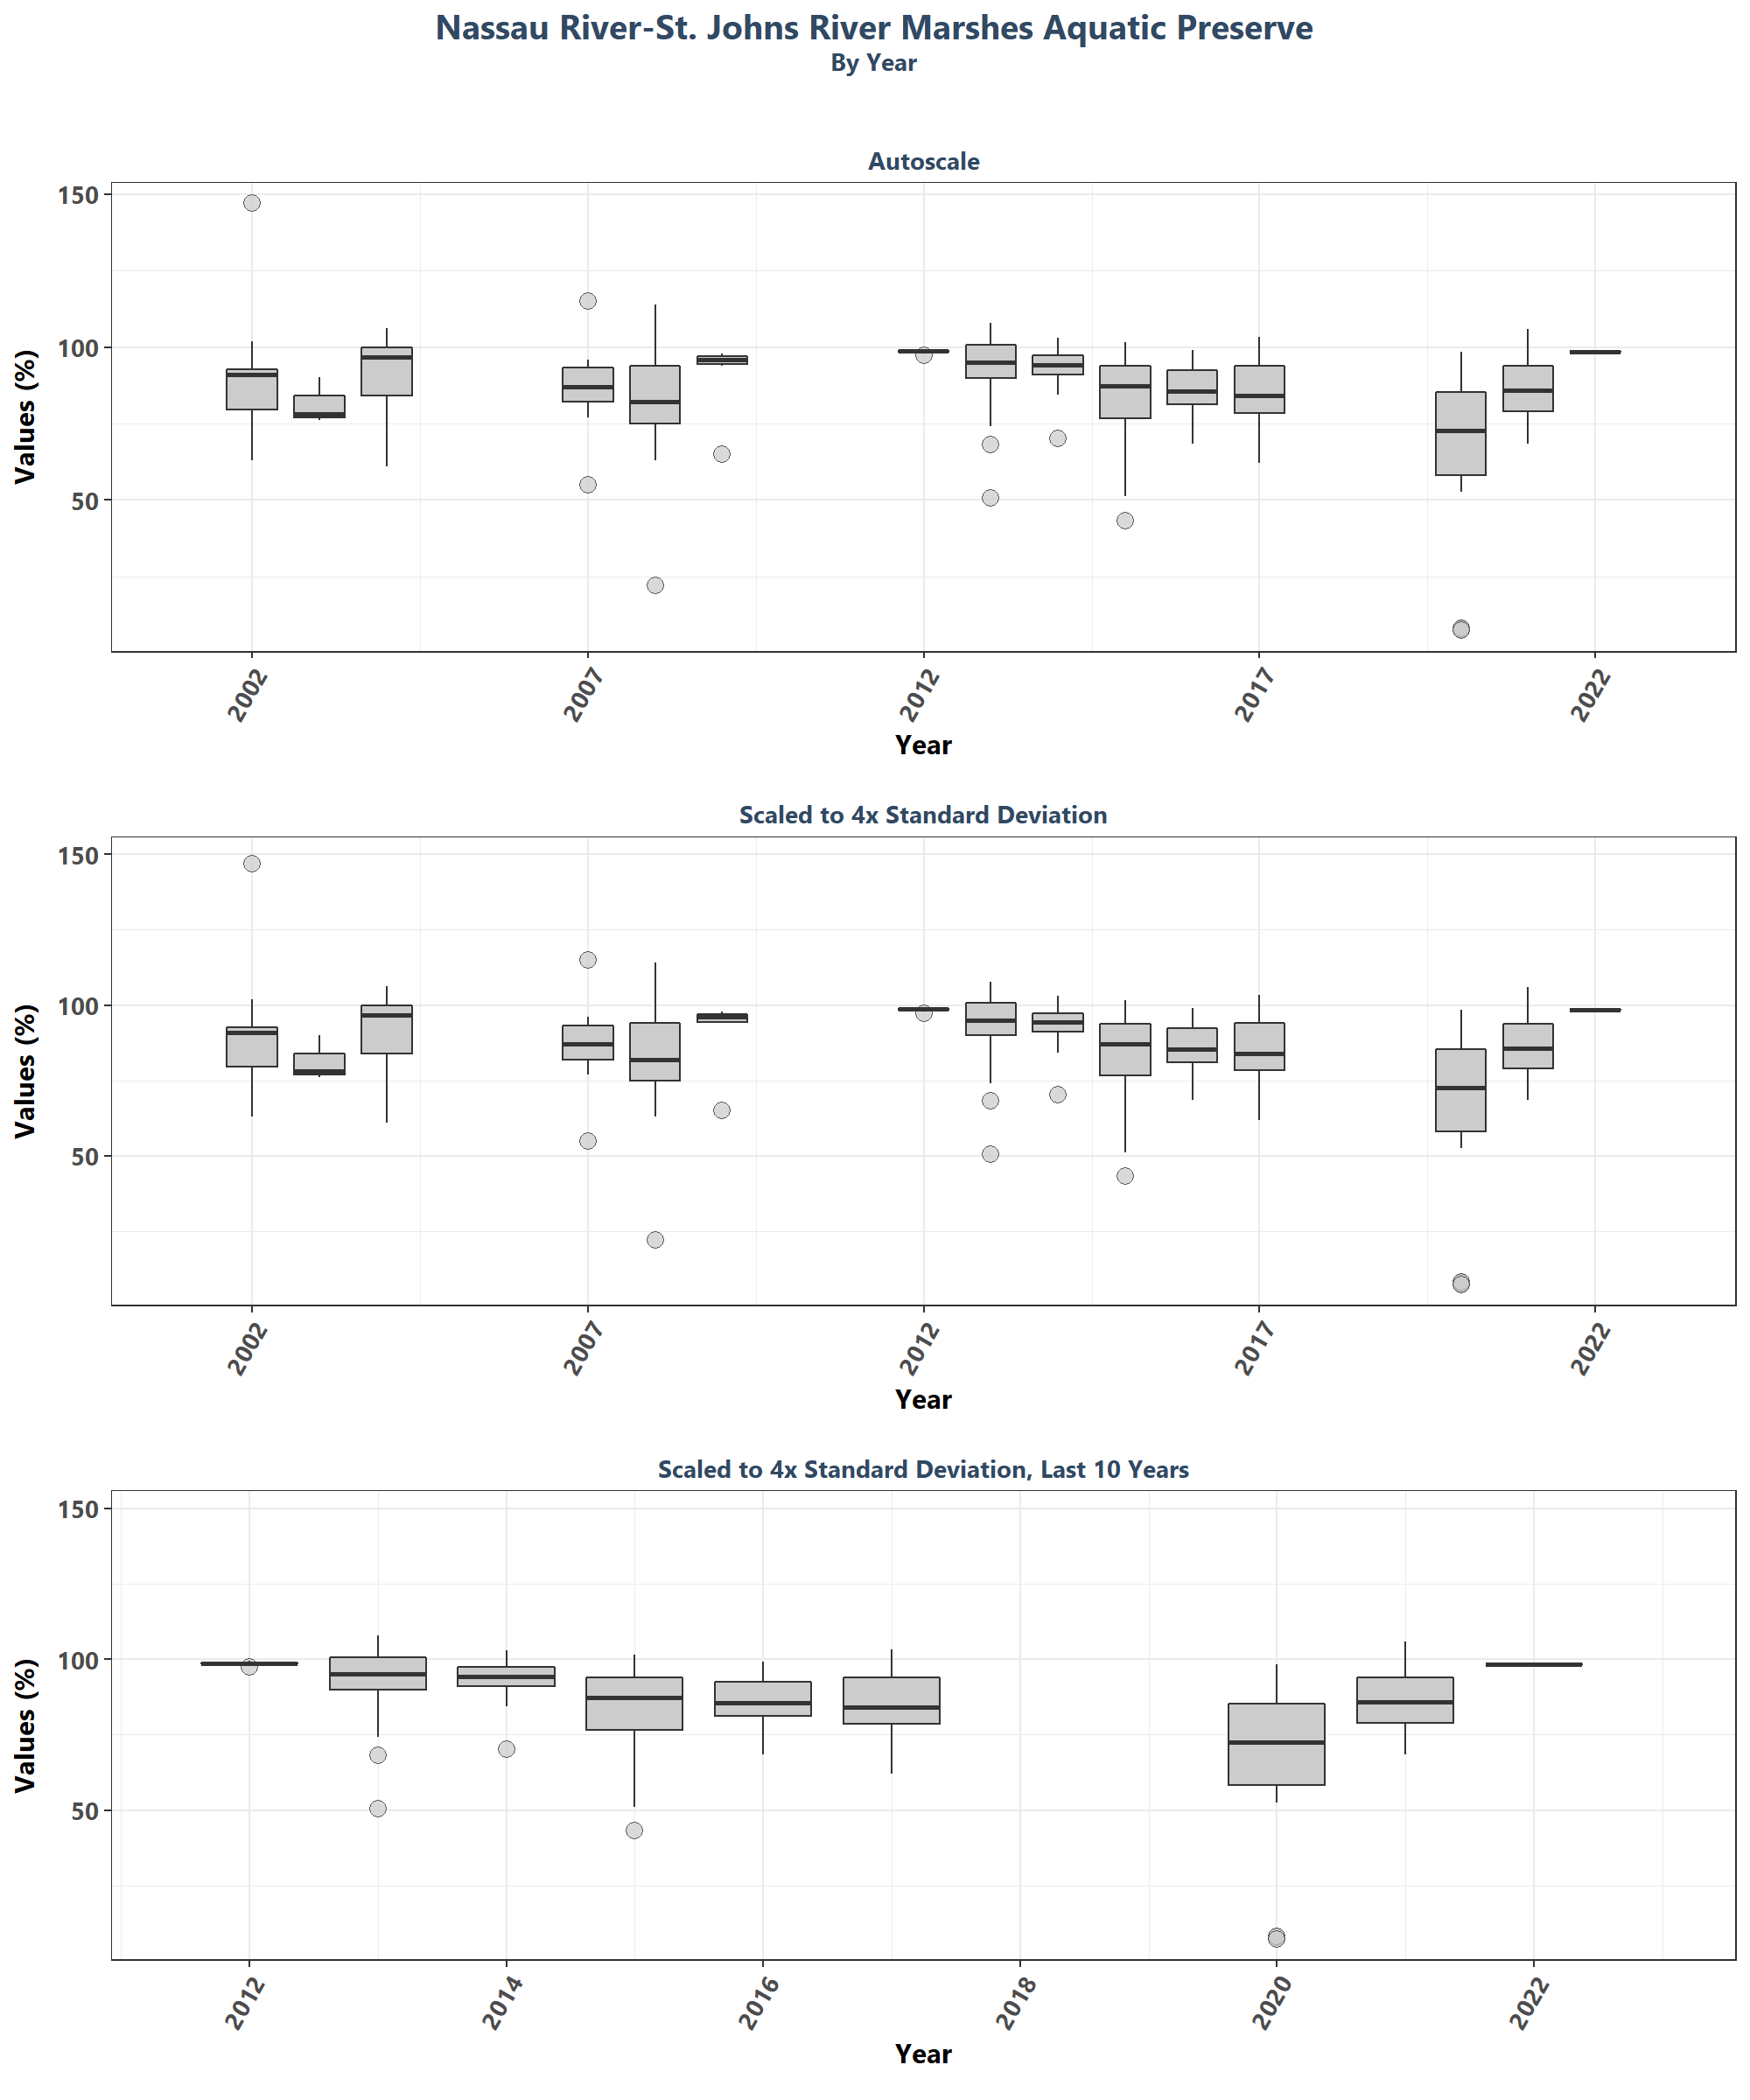 Nassau River-St. Johns River Marshes Aquatic Preserve
By Year
Autoscale
150
100
50
Values (%)
2002
2007
2012
2017
2022
Year
Scaled to 4x Standard Deviation
150
100
50
Values (%)
2002
2007
2012
2017
2022
Year
Scaled to 4x Standard Deviation, Last 10 Years
150
100
50
Values (%)
2012
2014
2016
2018
2020
2022
Year